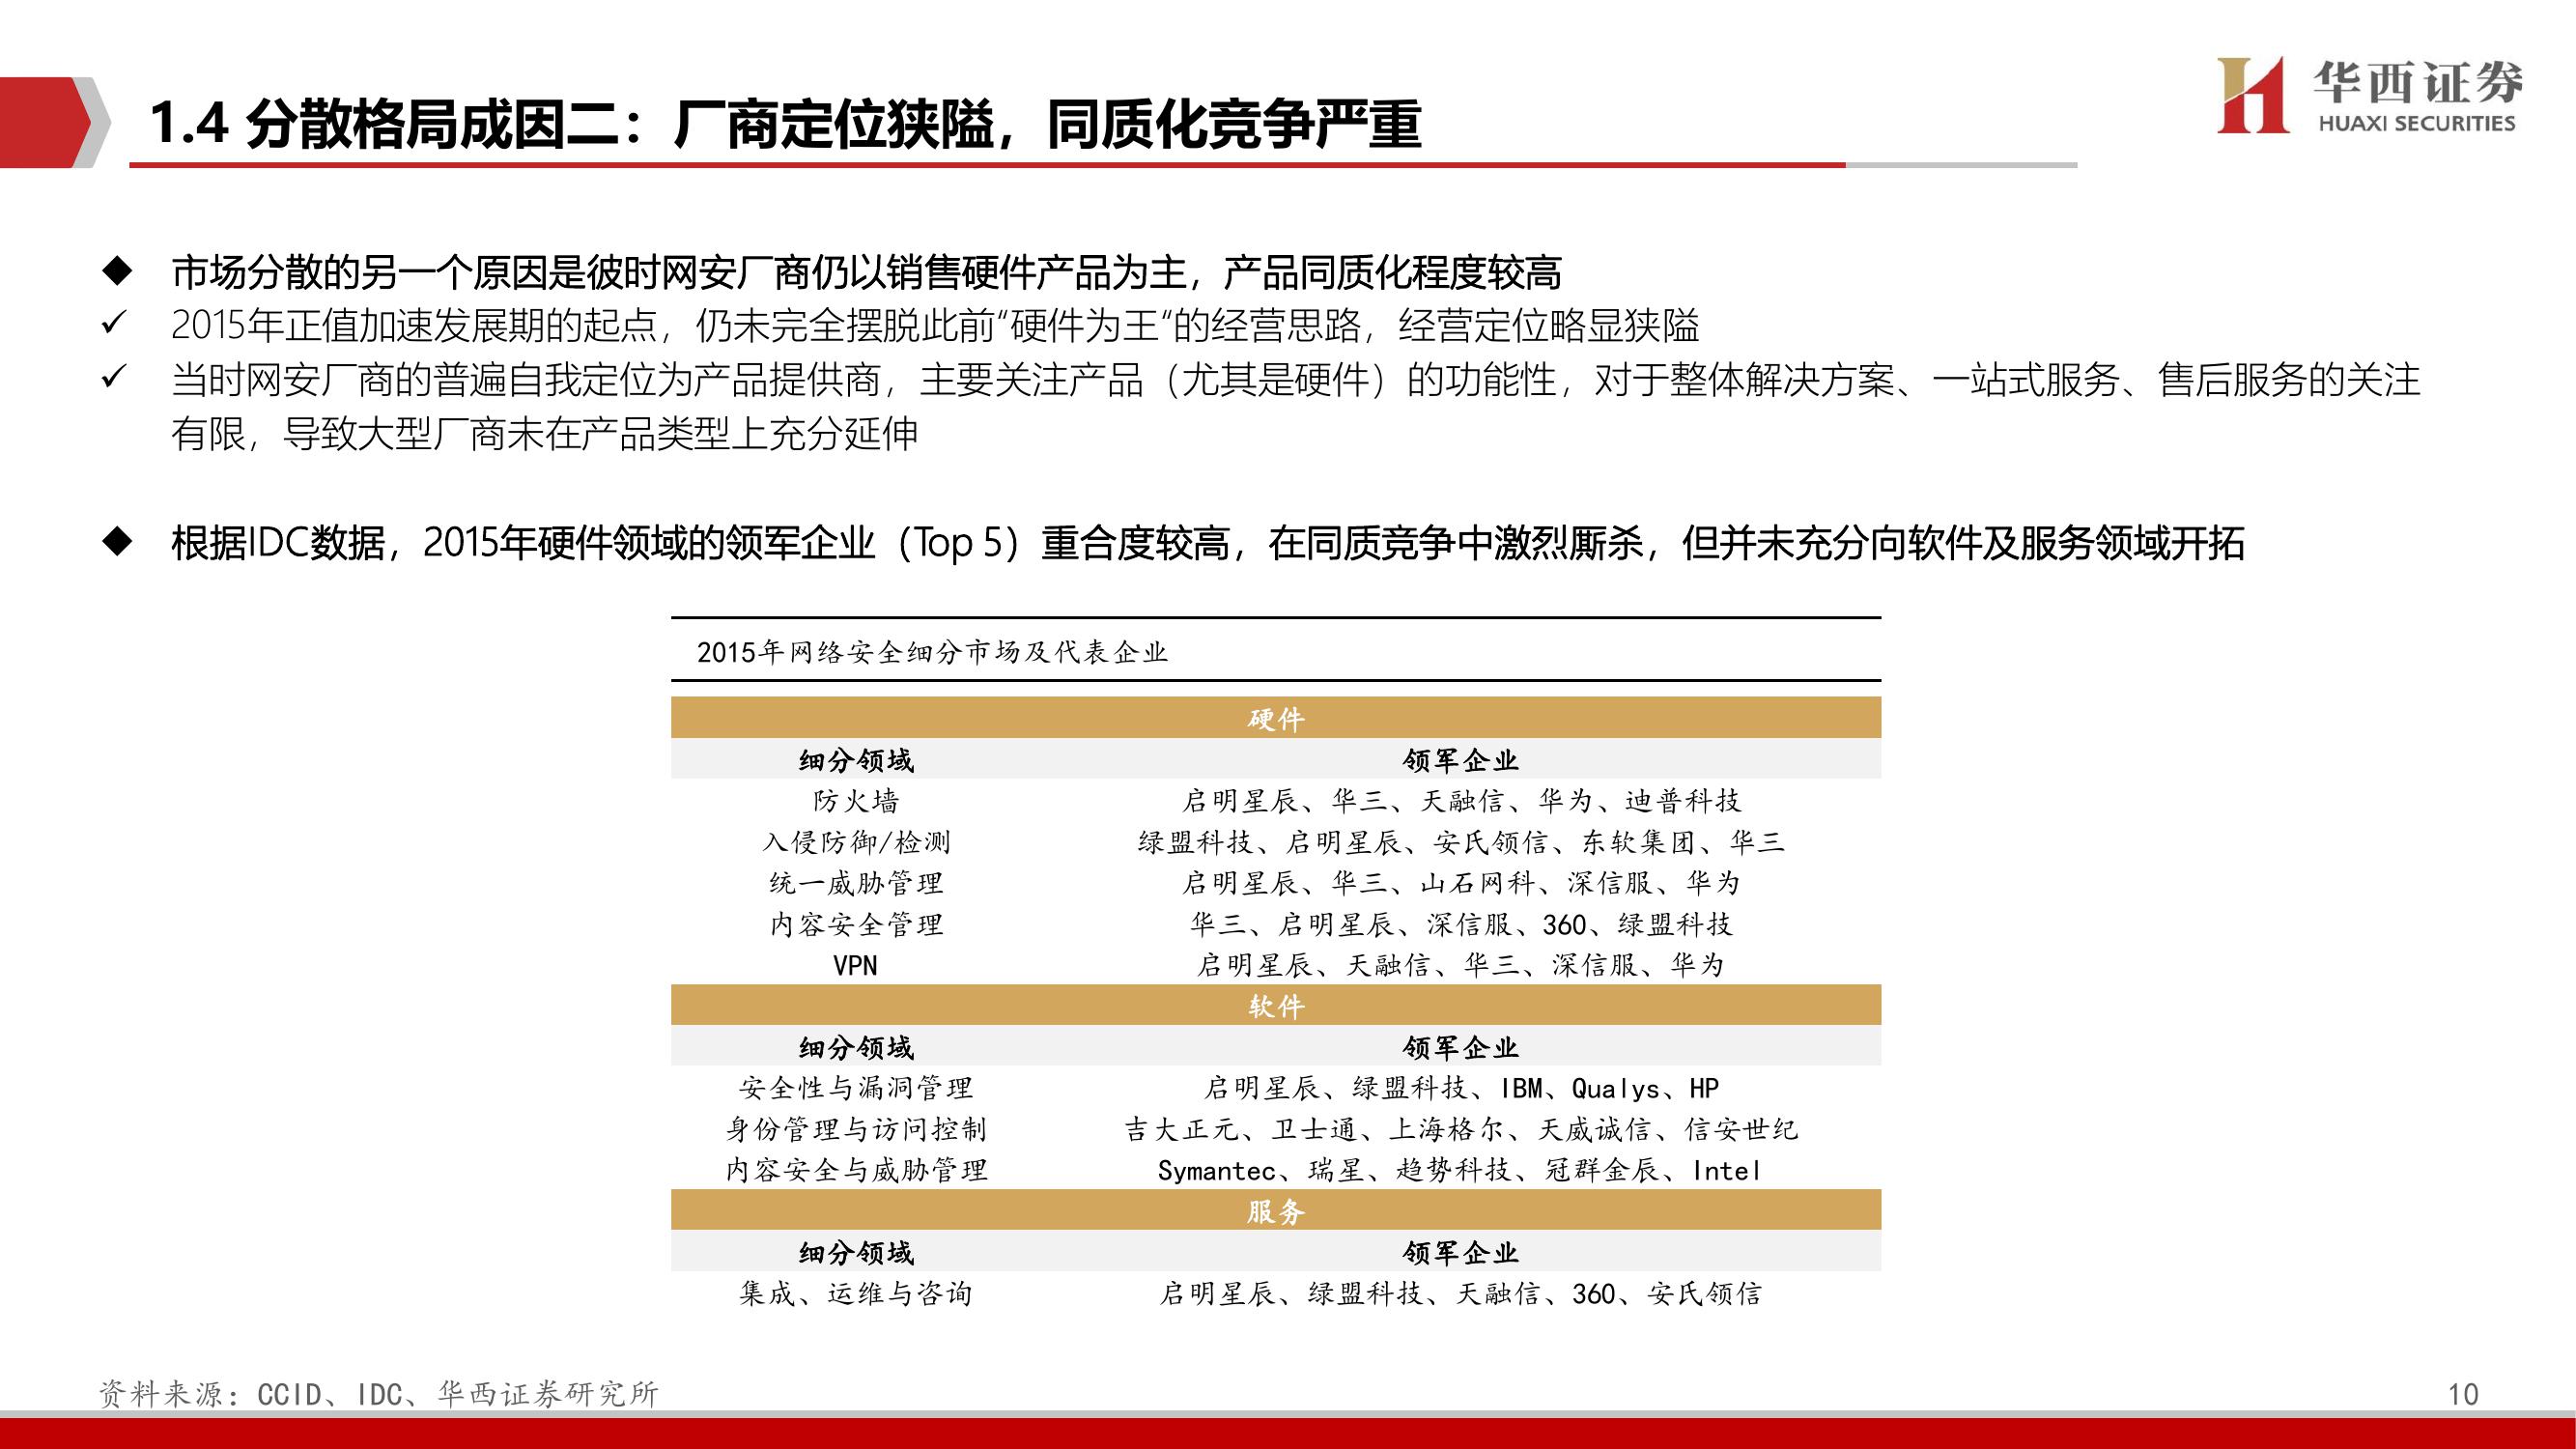 华西证券
HUAXI SECURITIES
1.4 分散格局成因二：厂商定位狭隘，同质化竞争严重
◆ 市场分散的另一个原因是彼时网安厂商仍以销售硬件产品为主，产品同质化程度较高
✓ 2015年正值加速发展期的起点，仍未完全摆脱此前“硬件为王“的经营思路，经营定位略显狭隘
✓ 当时网安厂商的普遍自我定位为产品提供商，主要关注产品（尤其是硬件）的功能性，对于整体解决方案、一站式服务、售后服务的关注
有限，导致大型厂商未在产品类型上充分延伸
◆ 根据IDC数据，2015年硬件领域的领军企业（Top 5）重合度较高，在同质竞争中激烈厮杀，但并未充分向软件及服务领域开拓
2015年网络安全细分市场及代表企业
硬件
细分领域 领军企业
防火墙 启明星辰、华三、天融信、华为、迪普科技
入侵防御/检测 绿盟科技、启明星辰、安氏领信、东软集团、华三
统一威胁管理 启明星辰、华三、山石网科、深信服、华为
内容安全管理 华三、启明星辰、深信服、360、绿盟科技
VPN 启明星辰、天融信、华三、深信服、华为
软件
细分领域 领军企业
安全性与漏洞管理 启明星辰、绿盟科技、IBM、Qualys、HP
身份管理与访问控制 吉大正元、卫士通、上海格尔、天威诚信、信安世纪
内容安全与威胁管理 Symantec、瑞星、趋势科技、冠群金辰、Intel
服务
细分领域 领军企业
集成、运维与咨询 启明星辰、绿盟科技、天融信、360、安氏领信
资料来源：CCID、IDC、华西证券研究所
10